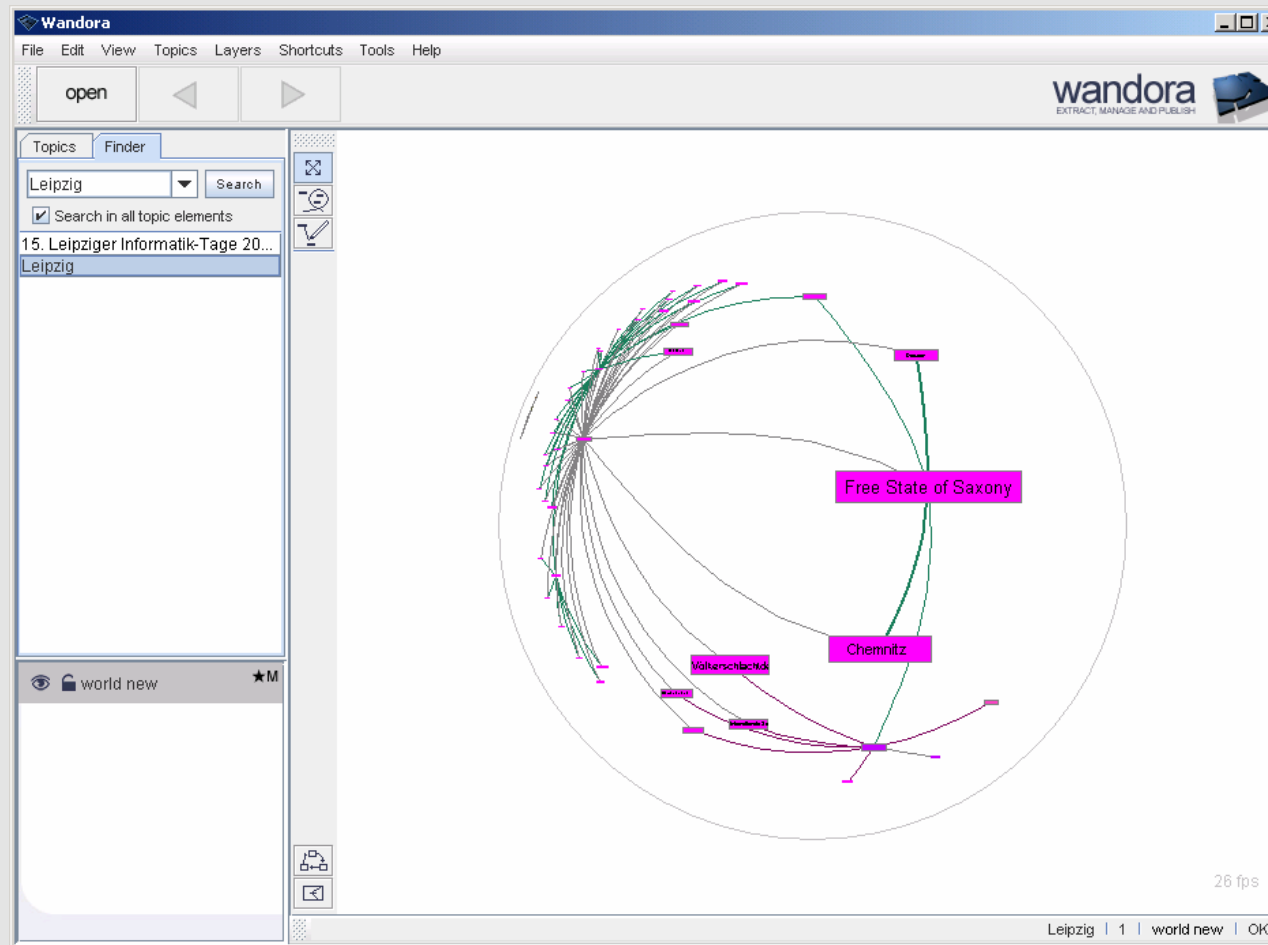 Wandora
File Edit View Topics Layers Shortcuts Tools Help
open
wandora
EXTRACT, MANAGE AND PUBLISH
Topics Finder
Leipzig Search
Search in all topic elements
15. Leipziger Informatik-Tage 20...
Leipzig
Free State of Saxony
Chemnitz
Völkerschlachtde
world new ★M
26 fps
Leipzig | 1 | world new | OK